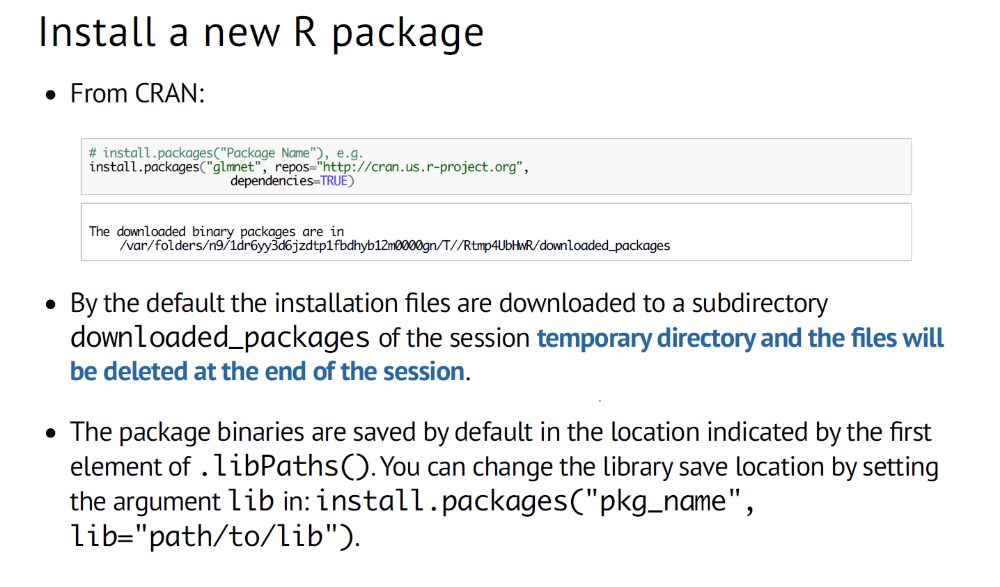 Install a new R package
• From CRAN:
# install.packages("Package Name"), e.g.
install.packages("glmnet", repos="http://cran.us.r-project.org",
dependencies=TRUE)
The downloaded binary packages are in
/var/folders/n9/1dr6yy3d6jzdtp1fbdhyb12m0000gn/T//Rtmp4UbHwR/downloaded_packages
• By the default the installation files are downloaded to a subdirectory
downloaded_packages of the session temporary directory and the files will
be deleted at the end of the session.
• The package binaries are saved by default in the location indicated by the first
element of .libPaths(). You can change the library save location by setting
the argument lib in: install.packages("pkg_name",
lib="path/to/lib").